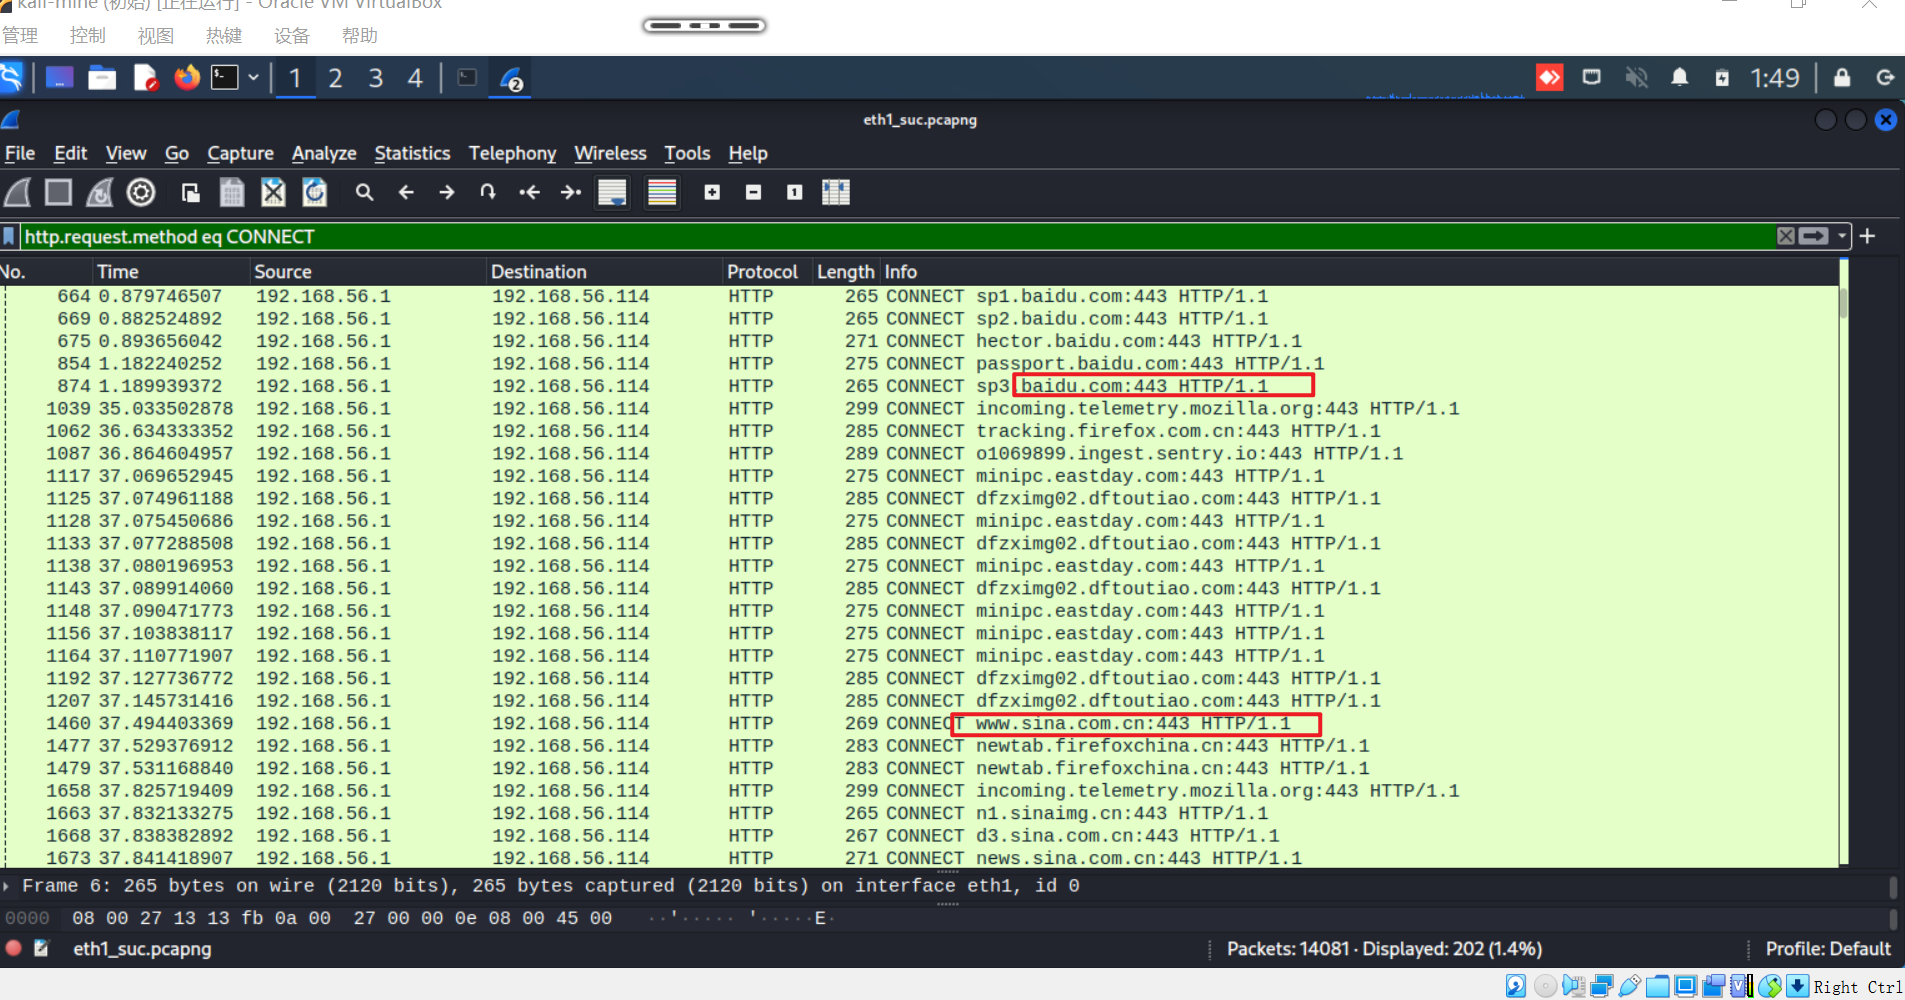 kali-mine (初始) [正在运行] - Oracle VM VirtualBox
管理 控制 视图 热键 设备 帮助
1 2 3 4 2 1:49
eth1_suc.pcapng
File Edit View Go Capture Analyze Statistics Telephony Wireless Tools Help
http.request.method eq CONNECT
No. Time Source Destination Protocol Length Info
664 0.879746507 192.168.56.1 192.168.56.114 HTTP 265 CONNECT sp1.baidu.com:443 HTTP/1.1
669 0.882524892 192.168.56.1 192.168.56.114 HTTP 265 CONNECT sp2.baidu.com:443 HTTP/1.1
675 0.893656042 192.168.56.1 192.168.56.114 HTTP 271 CONNECT hector.baidu.com:443 HTTP/1.1
854 1.182240252 192.168.56.1 192.168.56.114 HTTP 275 CONNECT passport.baidu.com:443 HTTP/1.1
874 1.189939372 192.168.56.1 192.168.56.114 HTTP 265 CONNECT sp3.baidu.com:443 HTTP/1.1
1039 35.033502878 192.168.56.1 192.168.56.114 HTTP 299 CONNECT incoming.telemetry.mozilla.org:443 HTTP/1.1
1062 36.634333352 192.168.56.1 192.168.56.114 HTTP 285 CONNECT tracking.firefox.com.cn:443 HTTP/1.1
1087 36.864604957 192.168.56.1 192.168.56.114 HTTP 289 CONNECT o1069899.ingest.sentry.io:443 HTTP/1.1
1117 37.069652945 192.168.56.1 192.168.56.114 HTTP 275 CONNECT minipc.eastday.com:443 HTTP/1.1
1125 37.074961188 192.168.56.1 192.168.56.114 HTTP 285 CONNECT dfzximg02.dftoutiao.com:443 HTTP/1.1
1128 37.075450686 192.168.56.1 192.168.56.114 HTTP 275 CONNECT minipc.eastday.com:443 HTTP/1.1
1133 37.077288508 192.168.56.1 192.168.56.114 HTTP 285 CONNECT dfzximg02.dftoutiao.com:443 HTTP/1.1
1138 37.080196953 192.168.56.1 192.168.56.114 HTTP 275 CONNECT minipc.eastday.com:443 HTTP/1.1
1143 37.089914060 192.168.56.1 192.168.56.114 HTTP 285 CONNECT dfzximg02.dftoutiao.com:443 HTTP/1.1
1148 37.090471773 192.168.56.1 192.168.56.114 HTTP 275 CONNECT minipc.eastday.com:443 HTTP/1.1
1156 37.103838117 192.168.56.1 192.168.56.114 HTTP 275 CONNECT minipc.eastday.com:443 HTTP/1.1
1164 37.110771907 192.168.56.1 192.168.56.114 HTTP 275 CONNECT minipc.eastday.com:443 HTTP/1.1
1192 37.127736772 192.168.56.1 192.168.56.114 HTTP 285 CONNECT dfzximg02.dftoutiao.com:443 HTTP/1.1
1207 37.145731416 192.168.56.1 192.168.56.114 HTTP 285 CONNECT dfzximg02.dftoutiao.com:443 HTTP/1.1
1460 37.494403369 192.168.56.1 192.168.56.114 HTTP 269 CONNECT www.sina.com.cn:443 HTTP/1.1
1477 37.529376912 192.168.56.1 192.168.56.114 HTTP 283 CONNECT newtab.firefoxchina.cn:443 HTTP/1.1
1479 37.531168840 192.168.56.1 192.168.56.114 HTTP 283 CONNECT newtab.firefoxchina.cn:443 HTTP/1.1
1658 37.825719409 192.168.56.1 192.168.56.114 HTTP 299 CONNECT incoming.telemetry.mozilla.org:443 HTTP/1.1
1663 37.832133275 192.168.56.1 192.168.56.114 HTTP 265 CONNECT n1.sinaimg.cn:443 HTTP/1.1
1668 37.838382892 192.168.56.1 192.168.56.114 HTTP 267 CONNECT d3.sina.com.cn:443 HTTP/1.1
1673 37.841418907 192.168.56.1 192.168.56.114 HTTP 271 CONNECT news.sina.com.cn:443 HTTP/1.1
Frame 6: 265 bytes on wire (2120 bits), 265 bytes captured (2120 bits) on interface eth1, id 0
0000 08 00 27 13 13 fb 0a 00 27 00 00 0e 08 00 45 00 ··'····· '·····E·
eth1_suc.pcapng Packets: 14081 · Displayed: 202 (1.4%) Profile: Default
Right Ctrl